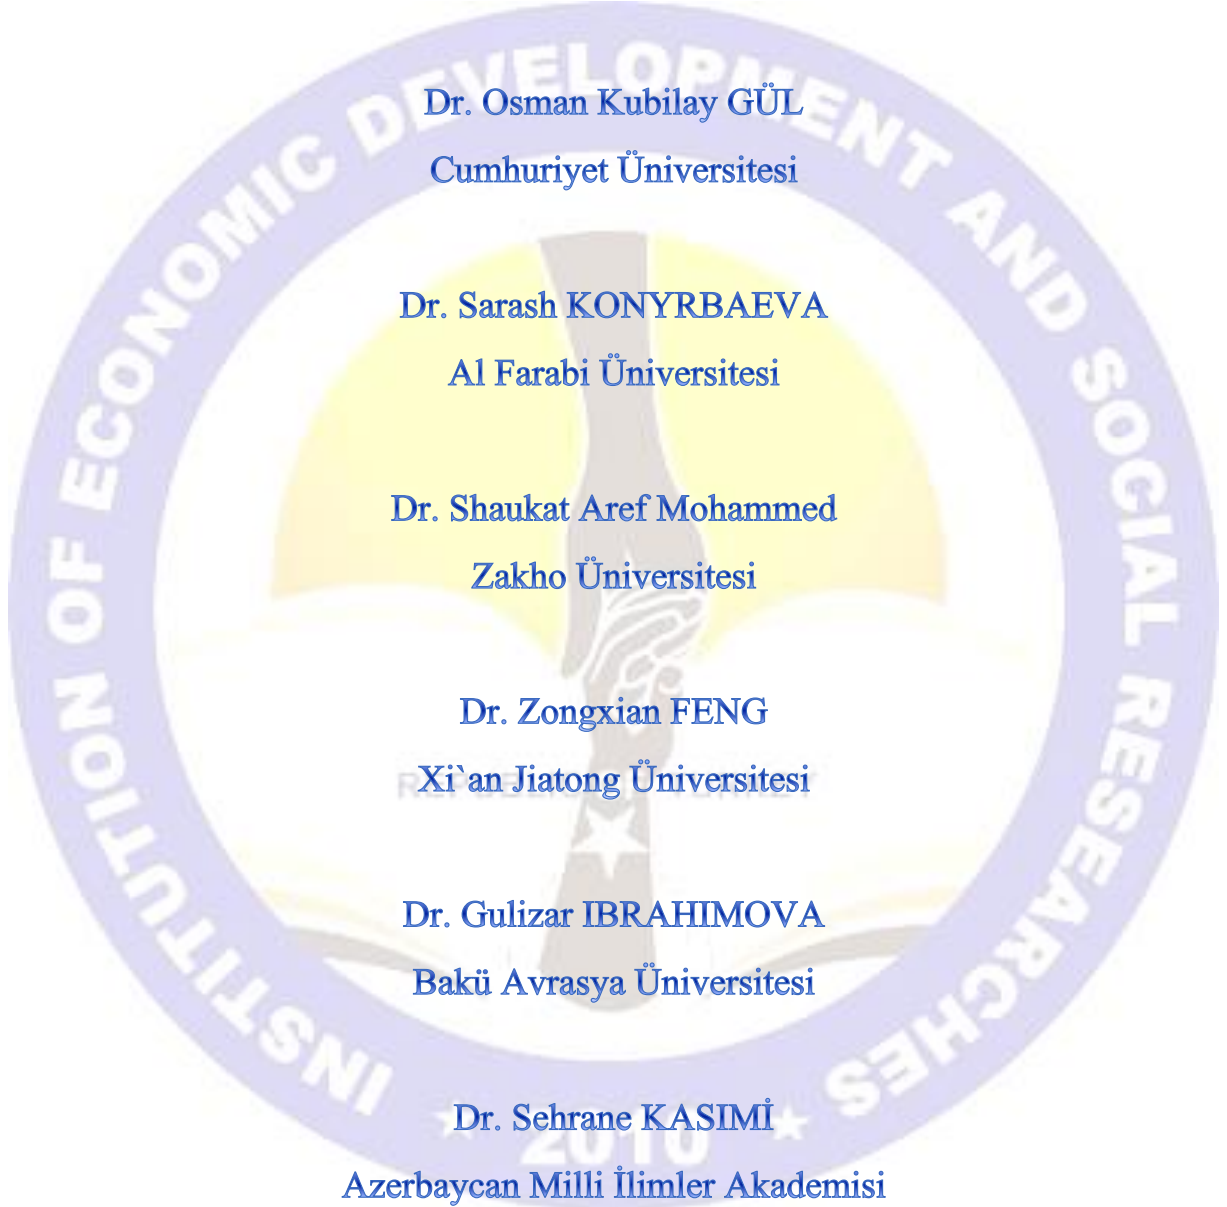 Dr. Osman Kubilay GÜL
Cumhuriyet Üniversitesi
Dr. Sarash KONYRBAEVA
Al Farabi Üniversitesi
Dr. Shaukat Aref Mohammed
Zakho Üniversitesi
Dr. Zongxian FENG
Xi`an Jiatong Üniversitesi
Dr. Gulizar IBRAHIMOVA
Bakü Avrasya Üniversitesi
Dr. Sehrane KASIMİ
Azerbaycan Milli İlimler Akademisi
INSTITUTION OF ECONOMIC DEVELOPMENT AND SOCIAL RESEARCHES
2010